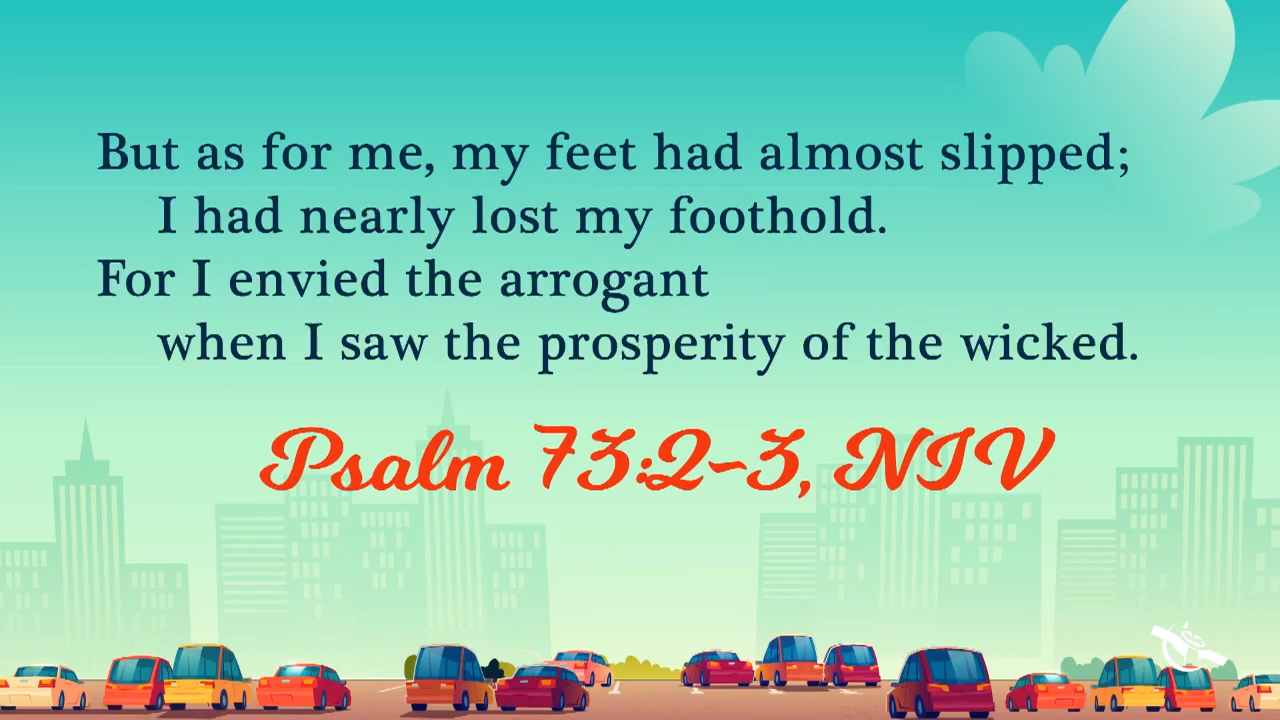 But as for me, my feet had almost slipped;
I had nearly lost my foothold.
For I envied the arrogant
when I saw the prosperity of the wicked.
Psalm 73:2-3, NIV